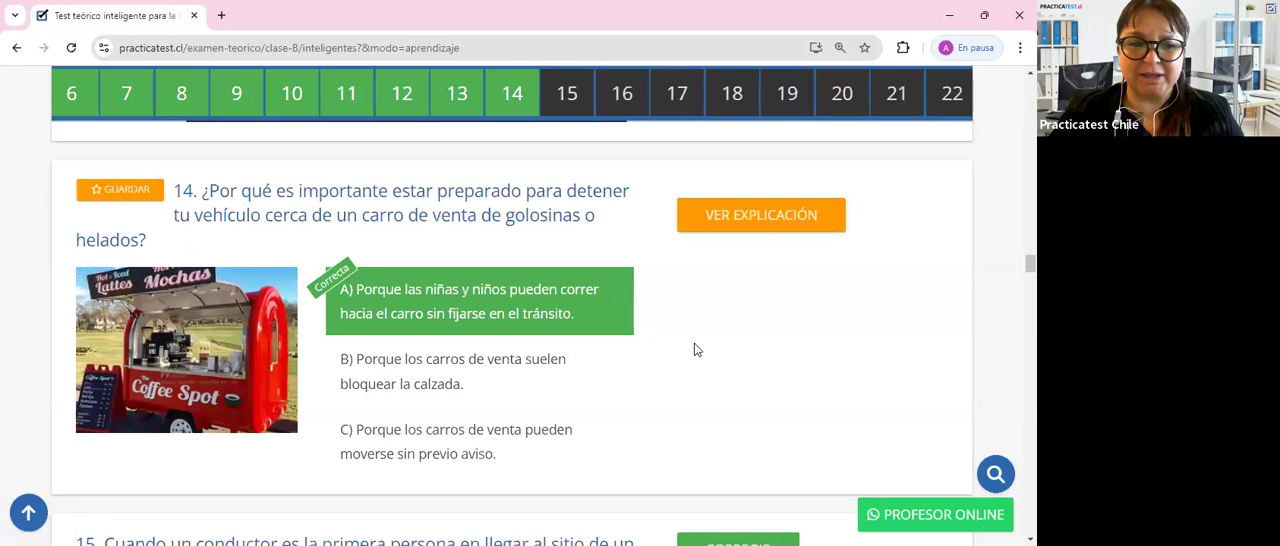 Test teórico inteligente para la
practicatest.cl/examen-teorico/clase-B/inteligentes?&modo=aprendizaje
En pausa
PRACTICATEST.cl
Practicatest Chile
6 7 8 9 10 11 12 13 14 15 16 17 18 19 20 21 22
GUARDAR
14. ¿Por qué es importante estar preparado para detener
tu vehículo cerca de un carro de venta de golosinas o
helados?
VER EXPLICACIÓN
Hot & Iced
Lattes
Mochas
The
Coffee Spot
Correcta
A) Porque las niñas y niños pueden correr
hacia el carro sin fijarse en el tránsito.
B) Porque los carros de venta suelen
bloquear la calzada.
C) Porque los carros de venta pueden
moverse sin previo aviso.
PROFESOR ONLINE
15. Cuando un conductor es la primera persona en llegar al sitio de un
CORREGIR